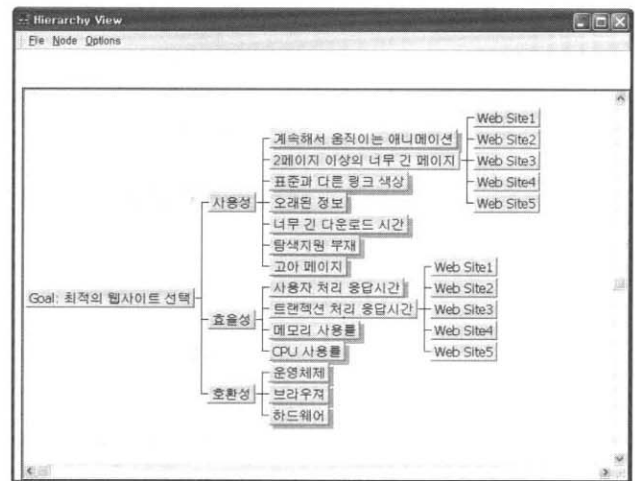 Hierarchy View
File Node Options
Goal: 최적의 웹사이트 선택
사용성
계속해서 움직이는 애니메이션
2페이지 이상의 너무 긴 페이지
표준과 다른 링크 색상
오래된 정보
너무 긴 다운로드 시간
탐색지원 부재
고아 페이지
Web Site1
Web Site2
Web Site3
Web Site4
Web Site5
효율성
사용자 처리 응답시간
트랜젝션 처리 응답시간
메모리 사용률
CPU 사용률
Web Site1
Web Site2
Web Site3
Web Site4
Web Site5
호환성
운영체제
브라우져
하드웨어